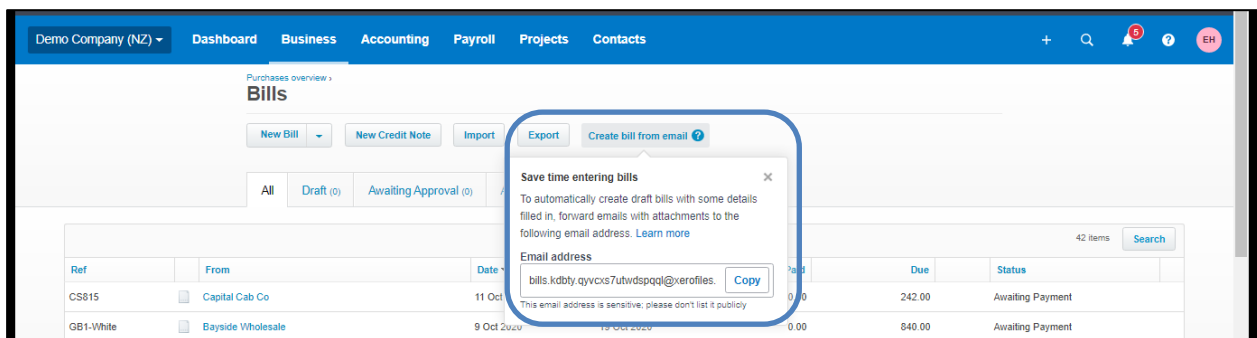 Demo Company (NZ) Dashboard Business Accounting Payroll Projects Contacts + 5 ? EH
Purchases overview ›
Bills
New Bill New Credit Note Import Export Create bill from email ?
All Draft (0) Awaiting Approval (0)
Save time entering bills ×
To automatically create draft bills with some details
filled in, forward emails with attachments to the
following email address. Learn more
Email address
bills.kdbty.qyvcxs7utwdspqql@xerofiles. Copy
This email address is sensitive; please don't list it publicly
42 items Search
Ref From Date Paid Due Status
CS815 Capital Cab Co 11 Oct 0.00 242.00 Awaiting Payment
GB1-White Bayside Wholesale 9 Oct 2020 19 Oct 2020 0.00 840.00 Awaiting Payment